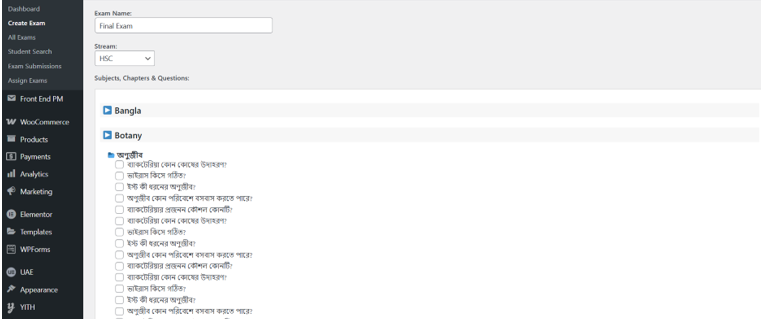 Dashboard
Create Exam
All Exams
Student Search
Exam Submissions
Assign Exams
Front End PM
WooCommerce
Products
Payments
Analytics
Marketing
Elementor
Templates
WPForms
UAE
Appearance
YITH
Exam Name:
Final Exam
Stream:
HSC
Subjects, Chapters & Questions:
Bangla
Botany
অণুজীব
ব্যাকটেরিয়া কোন কোষের উদাহরণ?
ভাইরাস কিসে গঠিত?
ইস্ট কী ধরনের অণুজীব?
অণুজীব কোন পরিবেশে বসবাস করতে পারে?
ব্যাকটেরিয়ার প্রজনন কৌশল কোনটি?
ব্যাকটেরিয়া কোন কোষের উদাহরণ?
ভাইরাস কিসে গঠিত?
ইস্ট কী ধরনের অণুজীব?
অণুজীব কোন পরিবেশে বসবাস করতে পারে?
ব্যাকটেরিয়ার প্রজনন কৌশল কোনটি?
ব্যাকটেরিয়া কোন কোষের উদাহরণ?
ভাইরাস কিসে গঠিত?
ইস্ট কী ধরনের অণুজীব?
অণুজীব কোন পরিবেশে বসবাস করতে পারে?